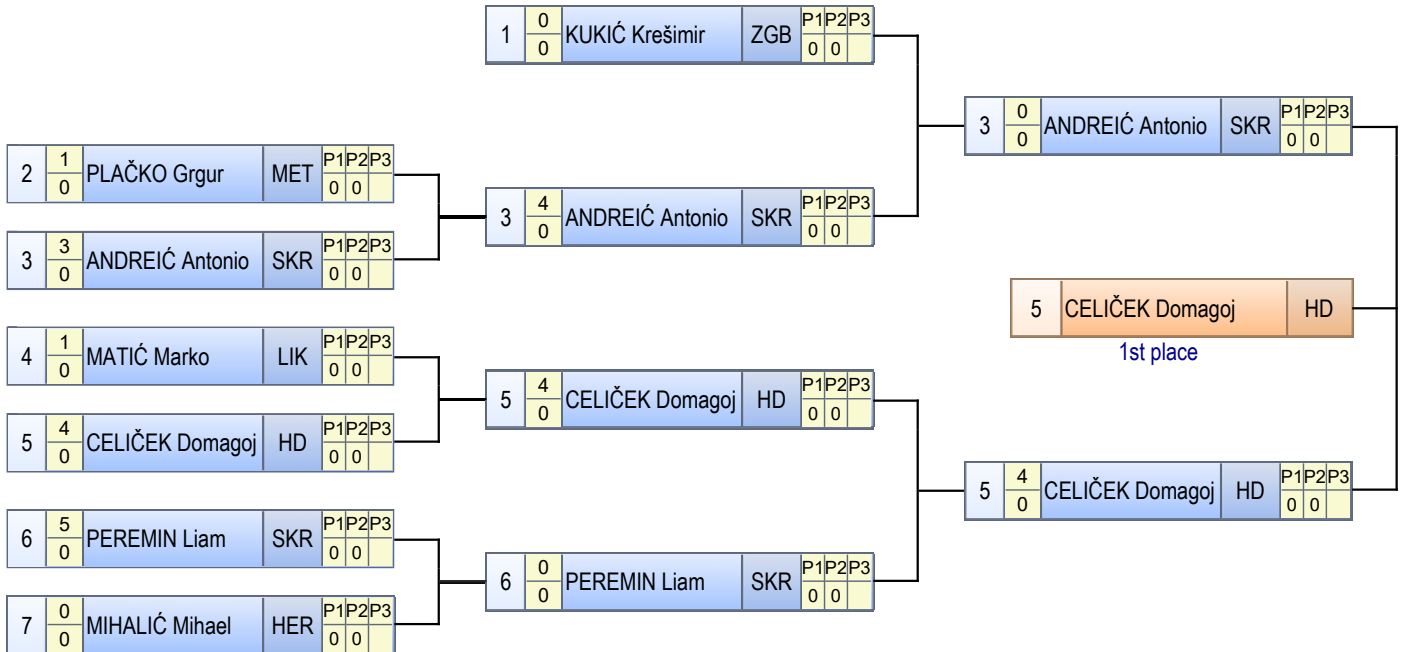 1 0 0 KUKIĆ Krešimir ZGB P1 P2 P3 0 0
2 1 0 PLAČKO Grgur MET P1 P2 P3 0 0
3 3 0 ANDREIĆ Antonio SKR P1 P2 P3 0 0
4 1 0 MATIĆ Marko LIK P1 P2 P3 0 0
5 4 0 CELIČEK Domagoj HD P1 P2 P3 0 0
6 5 0 PEREMIN Liam SKR P1 P2 P3 0 0
7 0 0 MIHALIĆ Mihael HER P1 P2 P3 0 0
3 4 0 ANDREIĆ Antonio SKR P1 P2 P3 0 0
5 4 0 CELIČEK Domagoj HD P1 P2 P3 0 0
6 0 0 PEREMIN Liam SKR P1 P2 P3 0 0
3 0 0 ANDREIĆ Antonio SKR P1 P2 P3 0 0
5 4 0 CELIČEK Domagoj HD P1 P2 P3 0 0
5 CELIČEK Domagoj HD
1st place